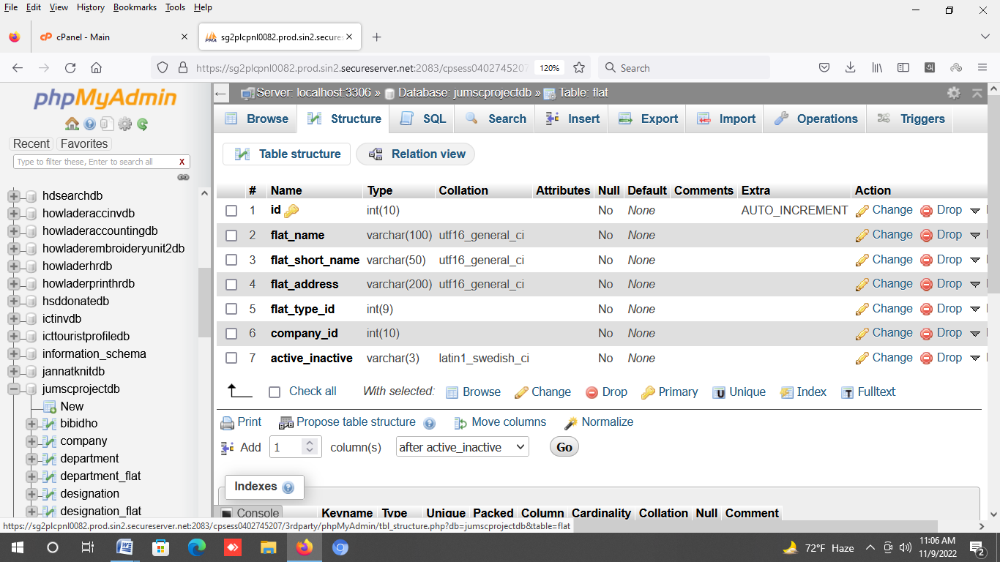 File Edit View History Bookmarks Tools Help
cPanel - Main
sg2plcpnl0082.prod.sin2.secures
https://sg2plcpnl0082.prod.sin2.secureserver.net:2083/cpsess0402745207
120%
Search
phpMyAdmin
Recent Favorites
Type to filter these, Enter to search all X
hdsearchdb
howladeraccinvdb
howladeraccountingdb
howladerembroideryunit2db
howladerhrdb
howladerprinthrdb
hsddonatedb
ictinvdb
icttouristprofiledb
information_schema
jannatknitdb
jumscprojectdb
New
bibidho
company
department
department_flat
designation
designation_flat
Server: localhost:3306 » Database: jumscprojectdb » Table: flat
Browse Structure SQL Search Insert Export Import Operations Triggers
Table structure Relation view
# Name Type Collation Attributes Null Default Comments Extra Action
1 id int(10) No None AUTO_INCREMENT Change Drop
2 flat_name varchar(100) utf16_general_ci No None Change Drop
3 flat_short_name varchar(50) utf16_general_ci No None Change Drop
4 flat_address varchar(200) utf16_general_ci No None Change Drop
5 flat_type_id int(9) No None Change Drop
6 company_id int(10) No None Change Drop
7 active_inactive varchar(3) latin1_swedish_ci No None Change Drop
Check all With selected: Browse Change Drop Primary Unique Index Fulltext
Print Propose table structure Move columns Normalize
Add 1 column(s) after active_inactive Go
Indexes
Console
Keyname Type Unique Packed Column Cardinality Collation Null Comment
https://sg2plcpnl0082.prod.sin2.secureserver.net:2083/cpsess0402745207/3rdparty/phpMyAdmin/tbl_structure.php?db=jumscprojectdb&table=flat
72°F Haze
11:06 AM
11/9/2022
2